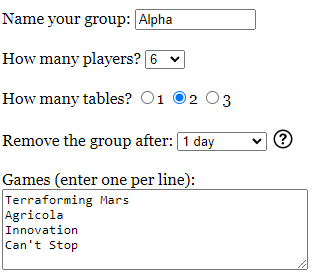 Name your group: Alpha
How many players? 6
How many tables? 1 2 3
Remove the group after: 1 day ?
Games (enter one per line):
Terraforming Mars
Agricola
Innovation
Can't Stop